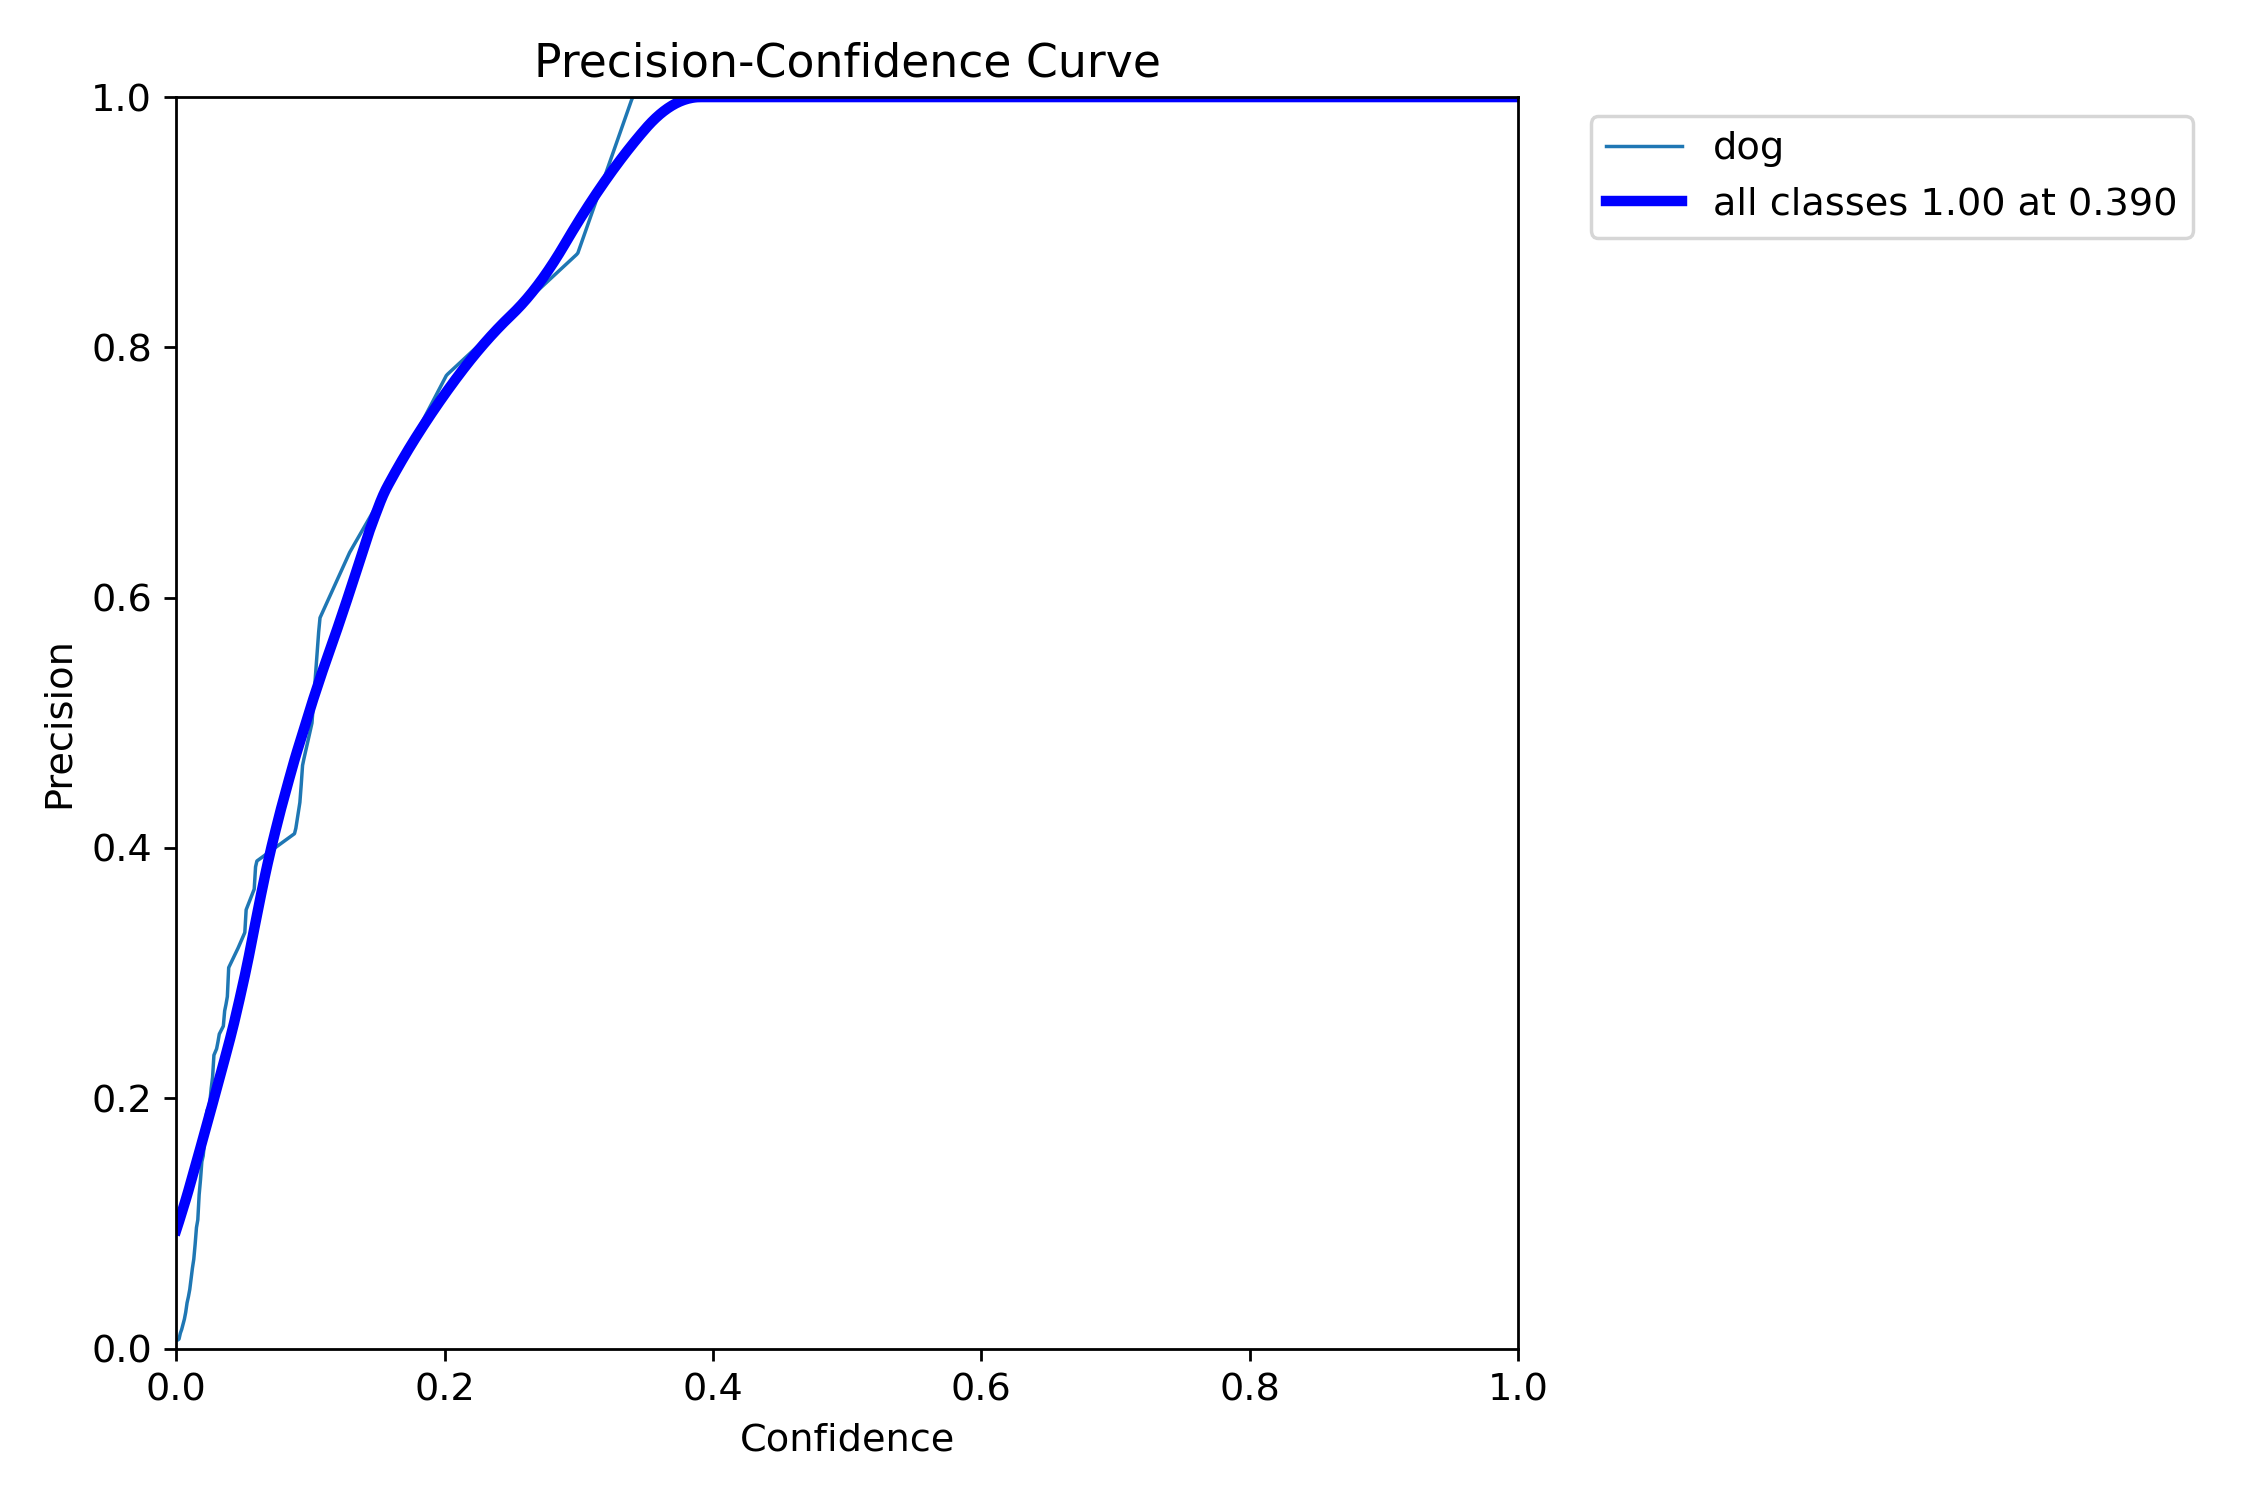 Precision-Confidence Curve
dog
all classes 1.00 at 0.390
1.0
0.8
0.6
0.4
0.2
0.0
Precision
0.0 0.2 0.4 0.6 0.8 1.0
Confidence